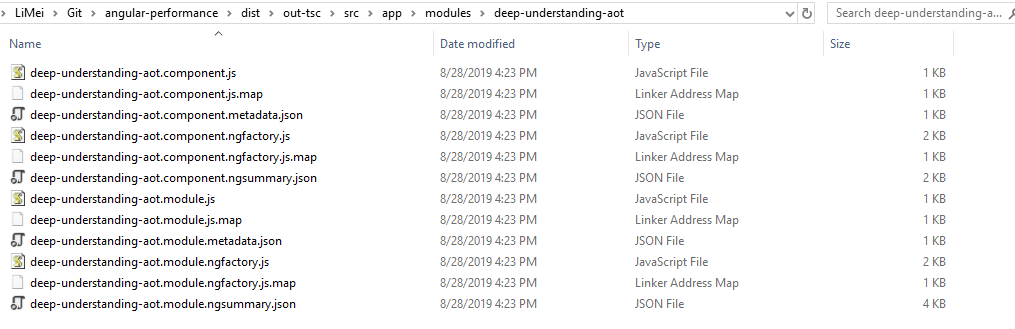 LiMei > Git > angular-performance > dist > out-tsc > src > app > modules > deep-understanding-aot Search deep-understanding-a...
Name Date modified Type Size
deep-understanding-aot.component.js 8/28/2019 4:23 PM JavaScript File 1 KB
deep-understanding-aot.component.js.map 8/28/2019 4:23 PM Linker Address Map 1 KB
deep-understanding-aot.component.metadata.json 8/28/2019 4:23 PM JSON File 1 KB
deep-understanding-aot.component.ngfactory.js 8/28/2019 4:23 PM JavaScript File 2 KB
deep-understanding-aot.component.ngfactory.js.map 8/28/2019 4:23 PM Linker Address Map 1 KB
deep-understanding-aot.component.ngsummary.json 8/28/2019 4:23 PM JSON File 2 KB
deep-understanding-aot.module.js 8/28/2019 4:23 PM JavaScript File 1 KB
deep-understanding-aot.module.js.map 8/28/2019 4:23 PM Linker Address Map 1 KB
deep-understanding-aot.module.metadata.json 8/28/2019 4:23 PM JSON File 1 KB
deep-understanding-aot.module.ngfactory.js 8/28/2019 4:23 PM JavaScript File 2 KB
deep-understanding-aot.module.ngfactory.js.map 8/28/2019 4:23 PM Linker Address Map 1 KB
deep-understanding-aot.module.ngsummary.json 8/28/2019 4:23 PM JSON File 4 KB